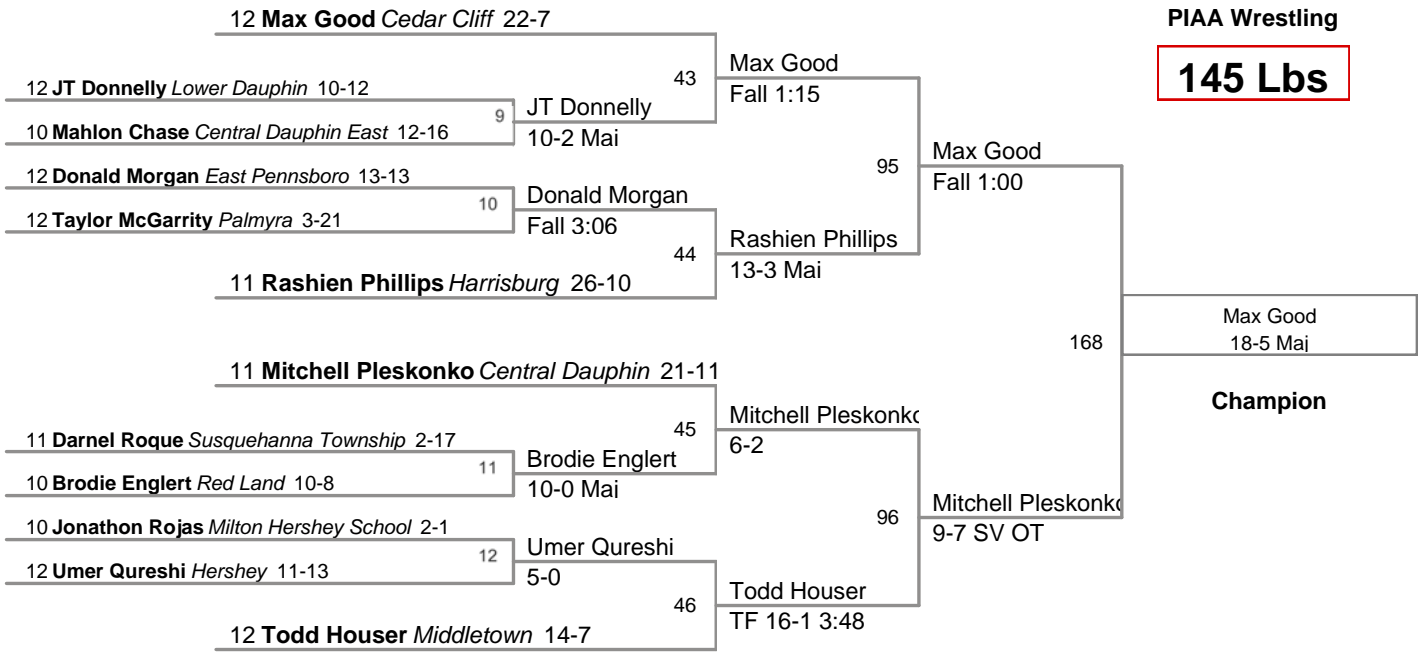 12 Max Good Cedar Cliff 22-7
PIAA Wrestling
145 Lbs
43
Max Good
Fall 1:15
12 JT Donnelly Lower Dauphin 10-12
9
JT Donnelly
10-2 Maj
10 Mahlon Chase Central Dauphin East 12-16
95
Max Good
Fall 1:00
12 Donald Morgan East Pennsboro 13-13
10
Donald Morgan
Fall 3:06
12 Taylor McGarrity Palmyra 3-21
44
Rashien Phillips
13-3 Maj
11 Rashien Phillips Harrisburg 26-10
168
Max Good
18-5 Maj
Champion
11 Mitchell Pleskonko Central Dauphin 21-11
45
Mitchell Pleskonko
6-2
11 Darnel Roque Susquehanna Township 2-17
11
Brodie Englert
10-0 Maj
10 Brodie Englert Red Land 10-8
96
Mitchell Pleskonko
9-7 SV OT
10 Jonathon Rojas Milton Hershey School 2-1
12
Umer Qureshi
5-0
12 Umer Qureshi Hershey 11-13
46
Todd Houser
TF 16-1 3:48
12 Todd Houser Middletown 14-7